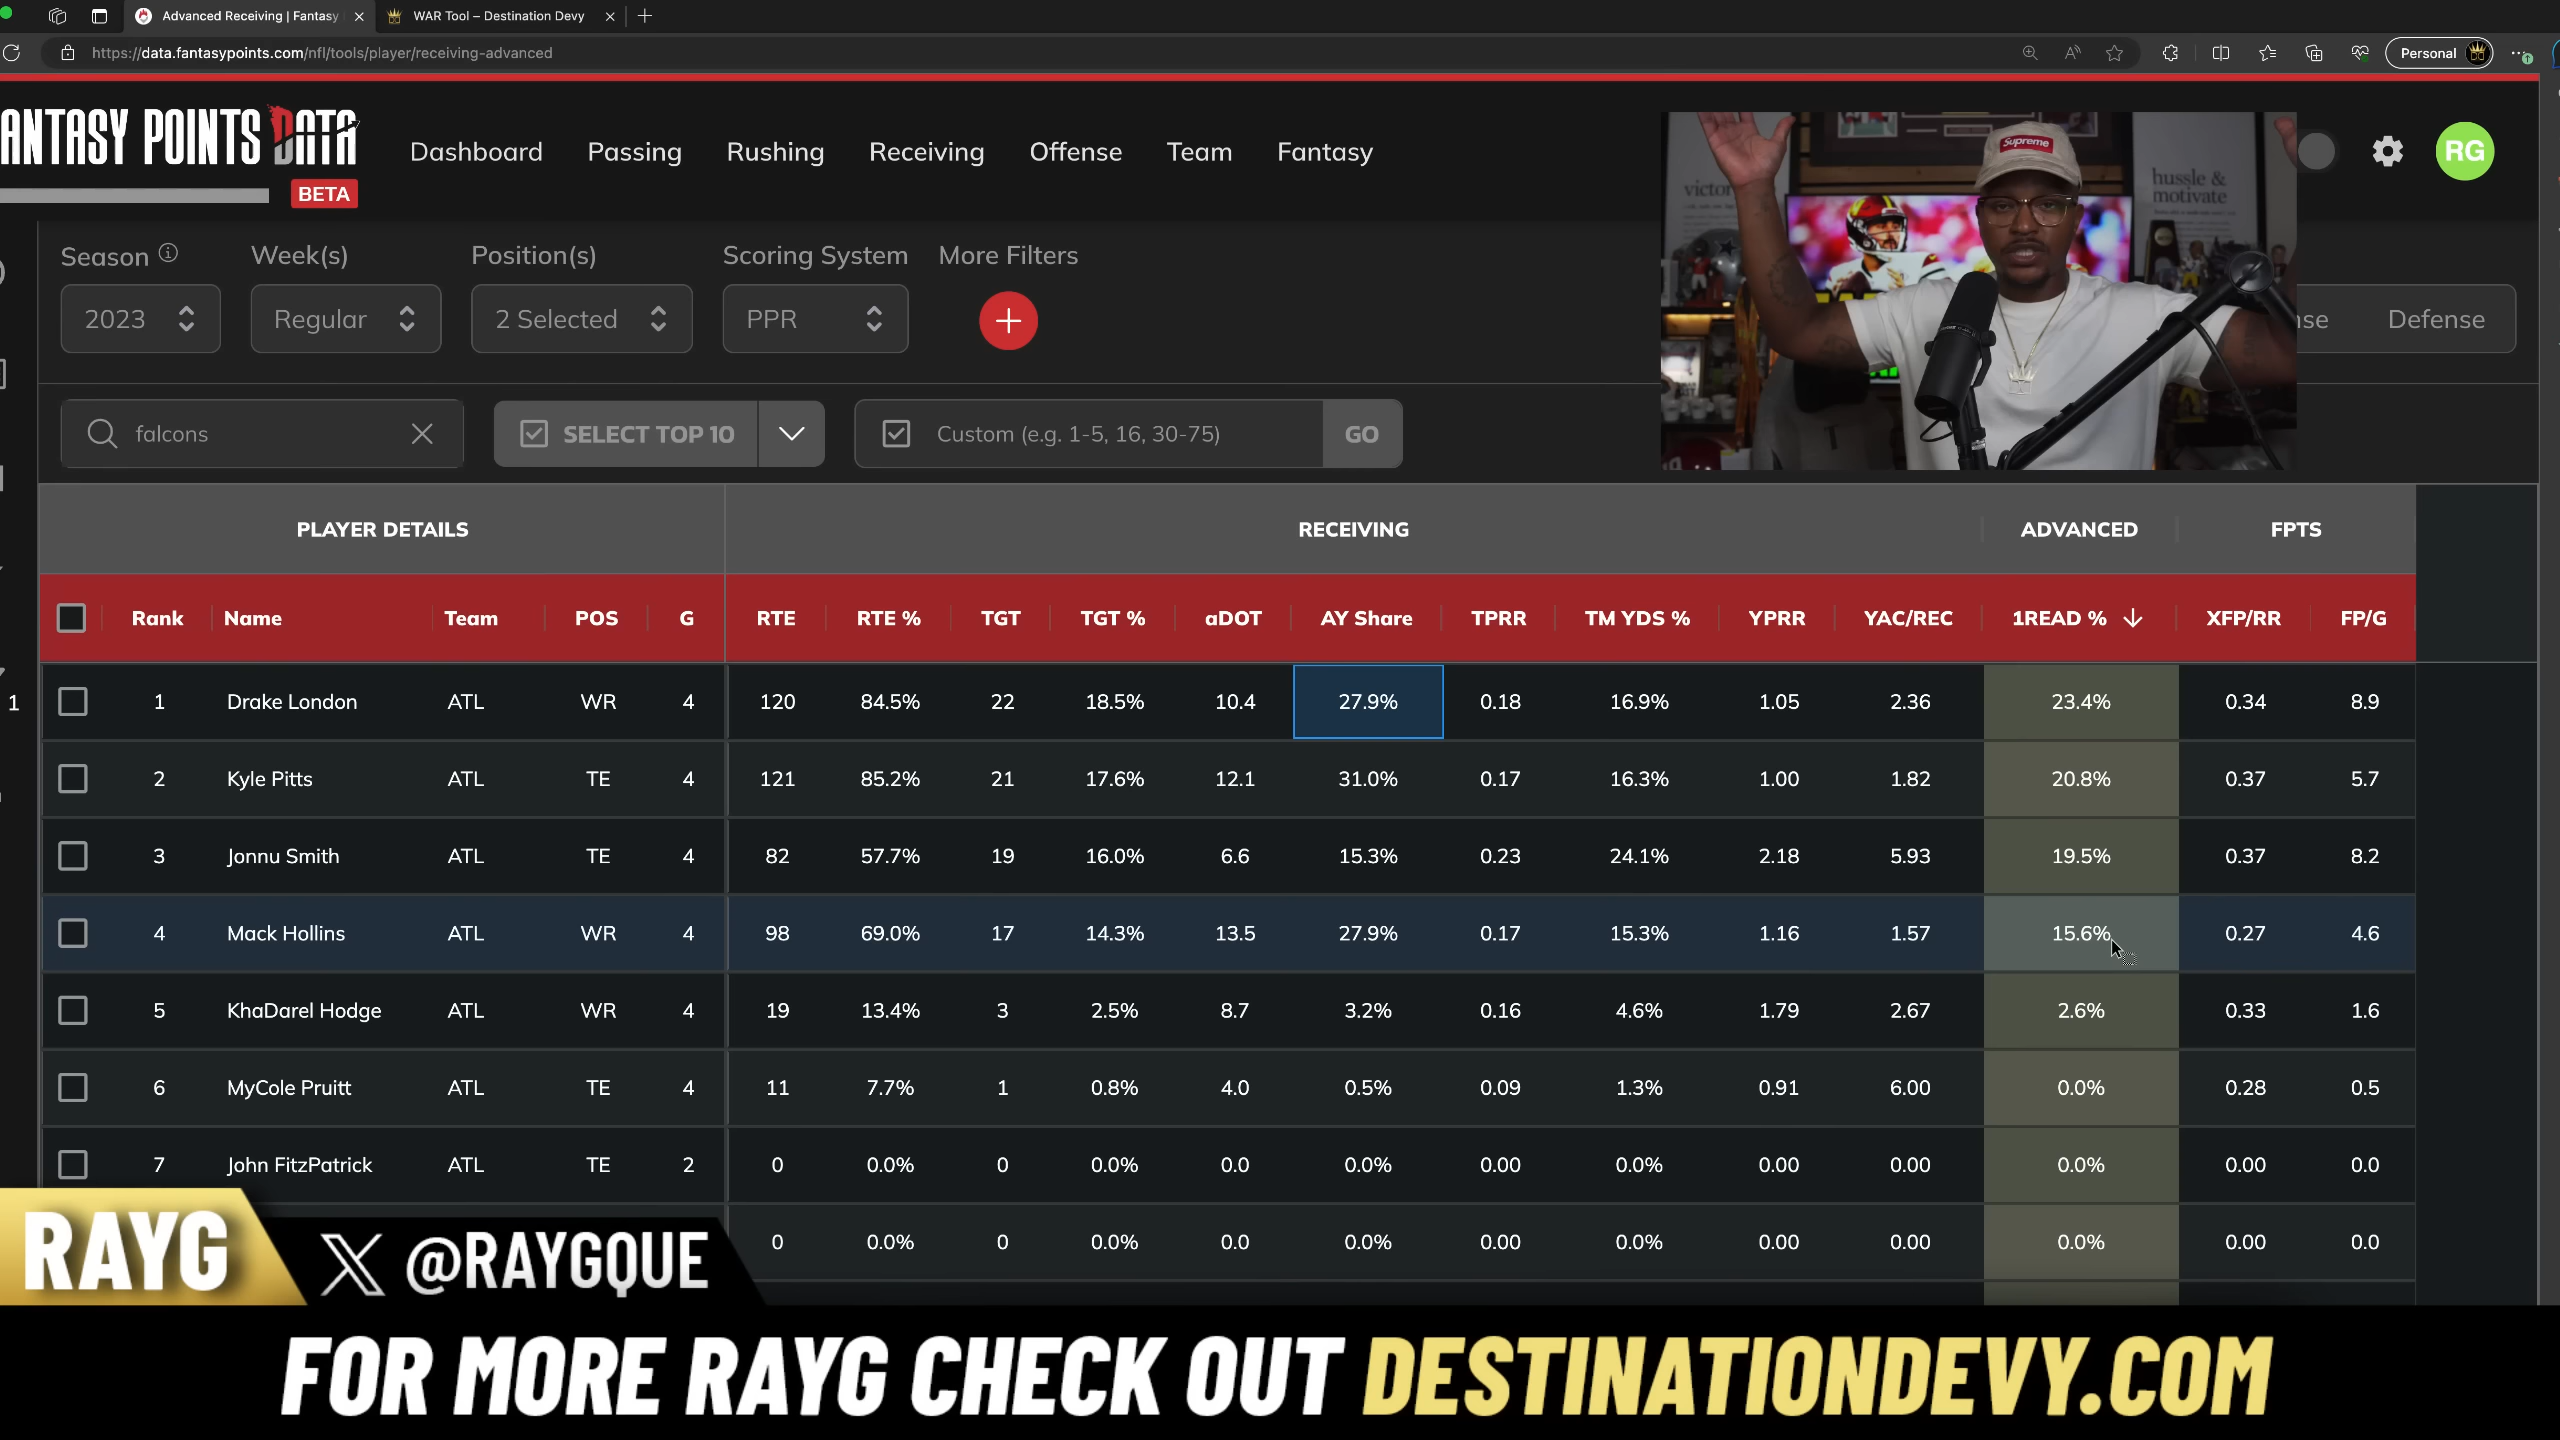 Advanced Receiving | Fantasy
WAR Tool – Destination Devy
https://data.fantasypoints.com/nfl/tools/player/receiving-advanced
Personal
ANTASY POINTS DATA
BETA
Dashboard Passing Rushing Receiving Offense Team Fantasy
RG
Supreme
victor
hussle &
motivate
Season Week(s) Position(s) Scoring System More Filters
2023 Regular 2 Selected PPR
nse Defense
falcons SELECT TOP 10 Custom (e.g. 1-5, 16, 30-75) GO
PLAYER DETAILS RECEIVING ADVANCED FPTS
Rank Name Team POS G RTE RTE % TGT TGT % aDOT AY Share TPRR TM YDS % YPRR YAC/REC 1READ % XFP/RR FP/G
1 1 Drake London ATL WR 4 120 84.5% 22 18.5% 10.4 27.9% 0.18 16.9% 1.05 2.36 23.4% 0.34 8.9
2 Kyle Pitts ATL TE 4 121 85.2% 21 17.6% 12.1 31.0% 0.17 16.3% 1.00 1.82 20.8% 0.37 5.7
3 Jonnu Smith ATL TE 4 82 57.7% 19 16.0% 6.6 15.3% 0.23 24.1% 2.18 5.93 19.5% 0.37 8.2
4 Mack Hollins ATL WR 4 98 69.0% 17 14.3% 13.5 27.9% 0.17 15.3% 1.16 1.57 15.6% 0.27 4.6
5 KhaDarel Hodge ATL WR 4 19 13.4% 3 2.5% 8.7 3.2% 0.16 4.6% 1.79 2.67 2.6% 0.33 1.6
6 MyCole Pruitt ATL TE 4 11 7.7% 1 0.8% 4.0 0.5% 0.09 1.3% 0.91 6.00 0.0% 0.28 0.5
7 John FitzPatrick ATL TE 2 0 0.0% 0 0.0% 0.0 0.0% 0.00 0.0% 0.00 0.00 0.0% 0.00 0.0
0 0.0% 0 0.0% 0.0 0.0% 0.00 0.0% 0.00 0.00 0.0% 0.00 0.0
RAYG X @RAYGQUE
FOR MORE RAYG CHECK OUT DESTINATIONDEVY.COM